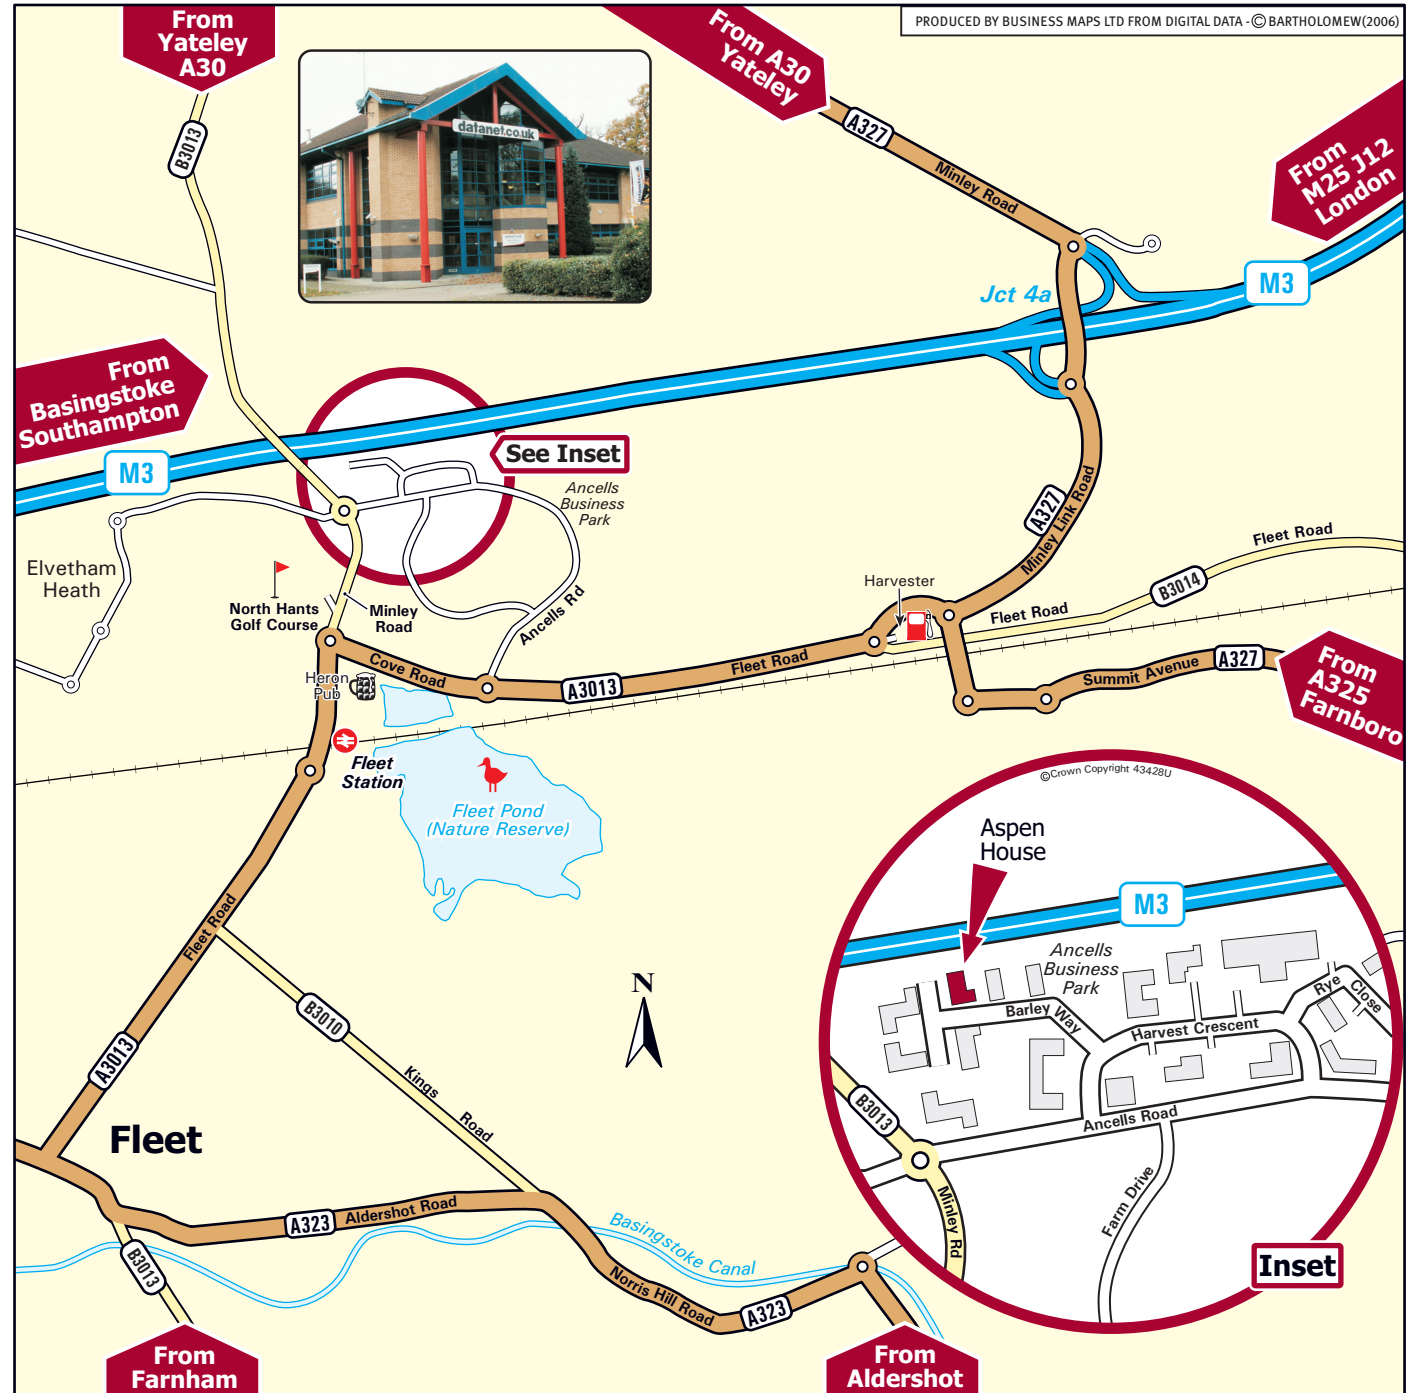 From
Yateley
A30
From A30
Yateley
PRODUCED BY BUSINESS MAPS LTD FROM DIGITAL DATA - © BARTHOLOMEW(2006)
B3013
datanet.co.uk
A327
Minley Road
From
M25 J12
London
M3
Jct 4a
From
Basingstoke
Southampton
M3
See Inset
Ancells
Business
Park
A327
Minley Link Road
Fleet Road
B3014
Elvetham
Heath
North Hants
Golf Course
Minley
Road
Ancells Rd
Harvester
Fleet Road
Cove Road
Fleet Road
A3013
Heron
Pub
Summit Avenue
A327
From
A325
Farnboro
Fleet
Station
Fleet Pond
(Nature Reserve)
©Crown Copyright 43428U
Aspen
House
M3
Ancells
Business
Park
Barley Way
Harvest Crescent
Rye Close
Ancells Road
B3013
Minley Rd
Farm Drive
Inset
Fleet Road
B3010
N
A3013
Kings Road
Fleet
A323
Aldershot Road
Basingstoke Canal
B3013
Norris Hill Road
A323
From
Farnham
From
Aldershot